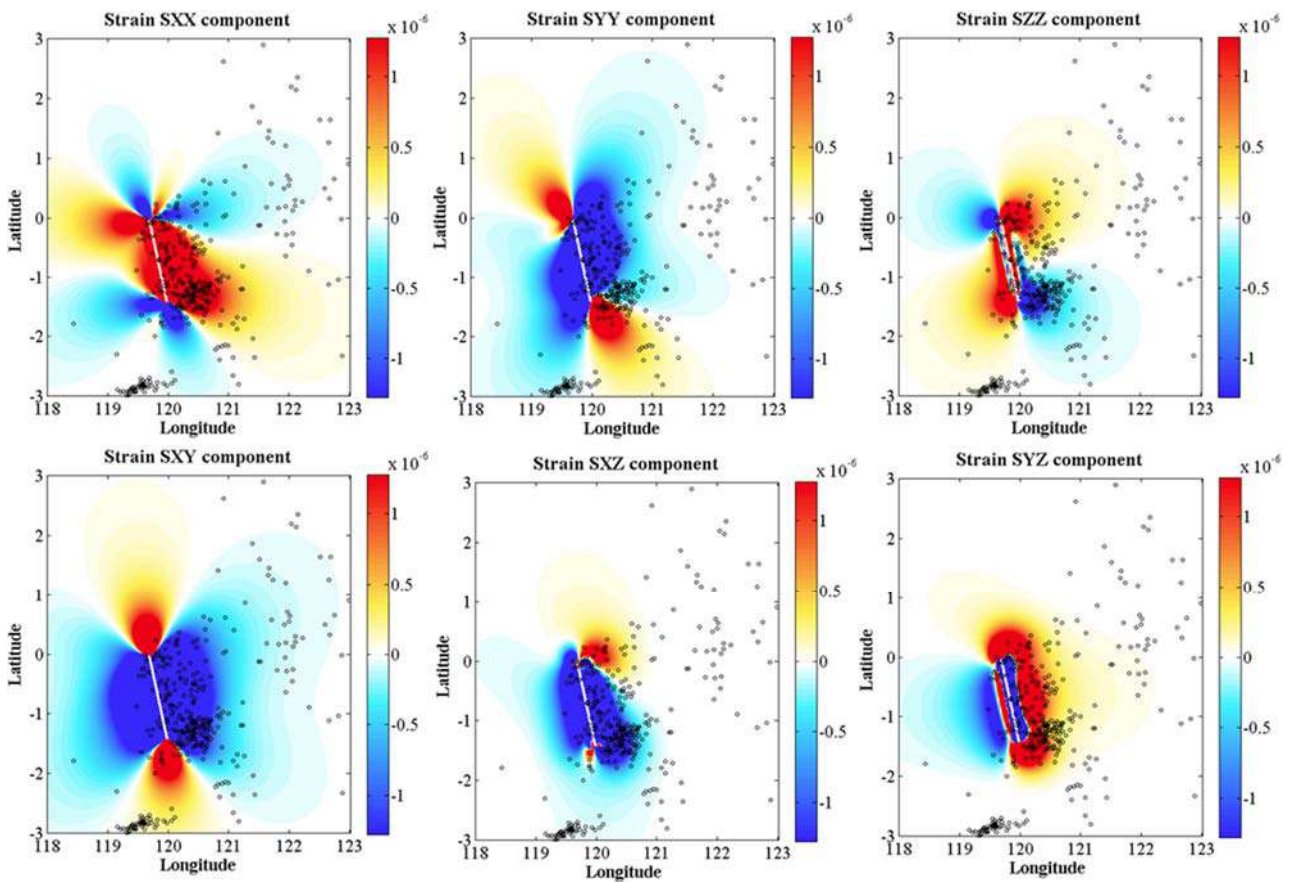 Strain SXX component
x 10⁻⁶
3
2
1
0
-1
-2
-3
Latitude
118 119 120 121 122 123
Longitude
1
0.5
0
-0.5
-1
Strain SYY component
x 10⁻⁶
3
2
1
0
-1
-2
-3
Latitude
118 119 120 121 122 123
Longitude
1
0.5
0
-0.5
-1
Strain SZZ component
x 10⁻⁶
3
2
1
0
-1
-2
-3
Latitude
118 119 120 121 122 123
Longitude
1
0.5
0
-0.5
-1
Strain SXY component
x 10⁻⁶
3
2
1
0
-1
-2
-3
Latitude
118 119 120 121 122 123
Longitude
1
0.5
0
-0.5
-1
Strain SXZ component
x 10⁻⁶
3
2
1
0
-1
-2
-3
Latitude
118 119 120 121 122 123
Longitude
1
0.5
0
-0.5
-1
Strain SYZ component
x 10⁻⁶
3
2
1
0
-1
-2
-3
Latitude
118 119 120 121 122 123
Longitude
1
0.5
0
-0.5
-1